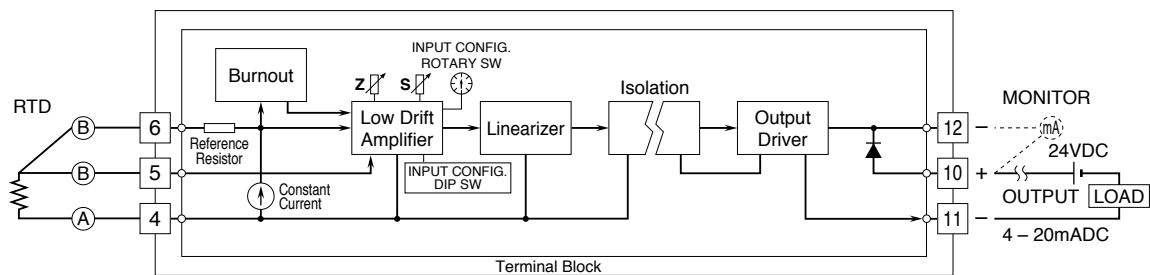 INPUT CONFIG.
ROTARY SW
Burnout
Z
S
Isolation
RTD
MONITOR
B
6
Reference
Resistor
Low Drift
Amplifier
Linearizer
Output
Driver
12
−
mA
24VDC
B
5
INPUT CONFIG.
DIP SW
10
+
Constant
Current
OUTPUT
LOAD
A
4
11
−
4 – 20mADC
Terminal Block